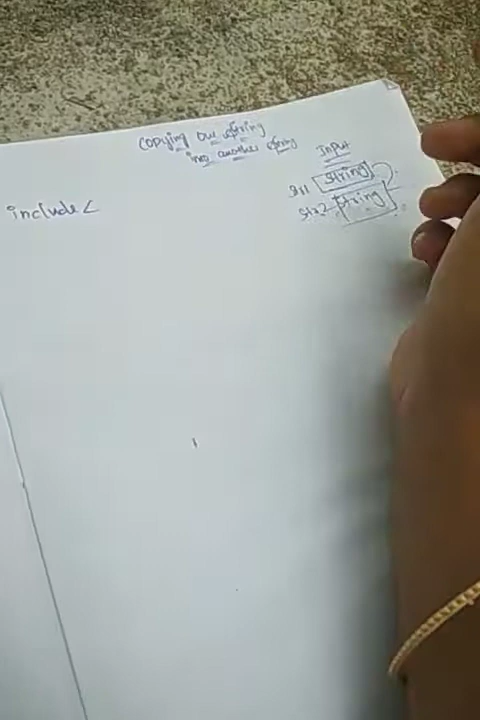 Copying one string
into another string
Input
str1 string
str2 string
include<